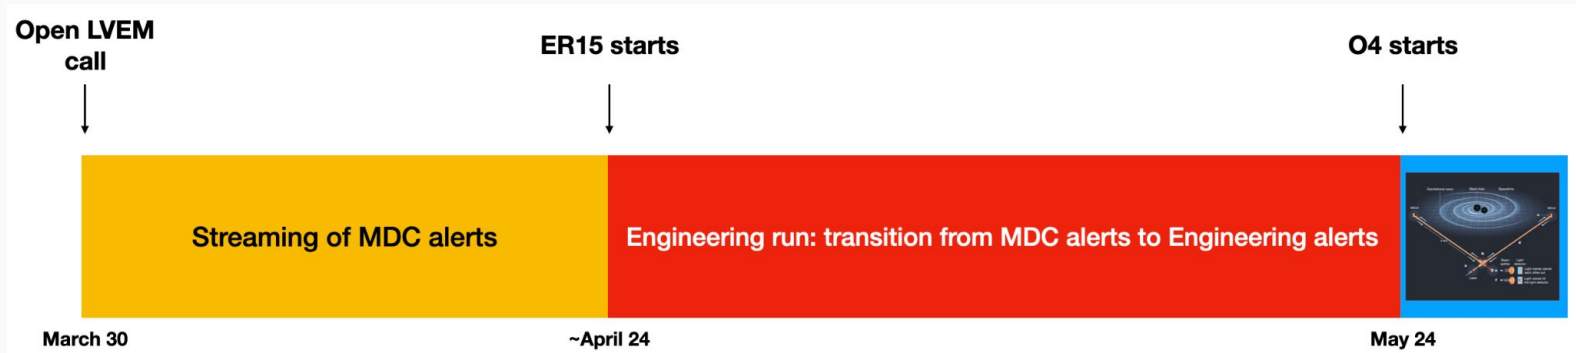 Open LVEM
call
ER15 starts
O4 starts
Streaming of MDC alerts
Engineering run: transition from MDC alerts to Engineering alerts
March 30
~April 24
May 24